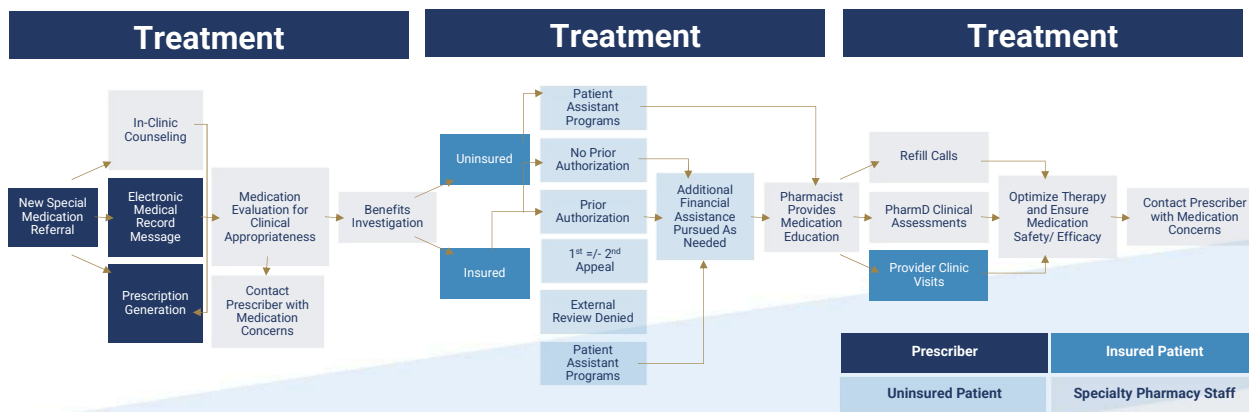 Treatment
Treatment
Treatment
In-Clinic
Counseling
New Special
Medication
Referral
Electronic
Medical
Record
Message
Prescription
Generation
Medication
Evaluation for
Clinical
Appropriateness
Contact
Prescriber with
Medication
Concerns
Benefits
Investigation
Uninsured
Insured
Patient
Assistant
Programs
No Prior
Authorization
Prior
Authorization
1st =/- 2nd
Appeal
External
Review Denied
Patient
Assistant
Programs
Additional
Financial
Assistance
Pursued As
Needed
Pharmacist
Provides
Medication
Education
Refill Calls
PharmD Clinical
Assessments
Provider Clinic
Visits
Optimize Therapy
and Ensure
Medication
Safety/ Efficacy
Contact Prescriber
with Medication
Concerns
Prescriber
Insured Patient
Uninsured Patient
Specialty Pharmacy Staff